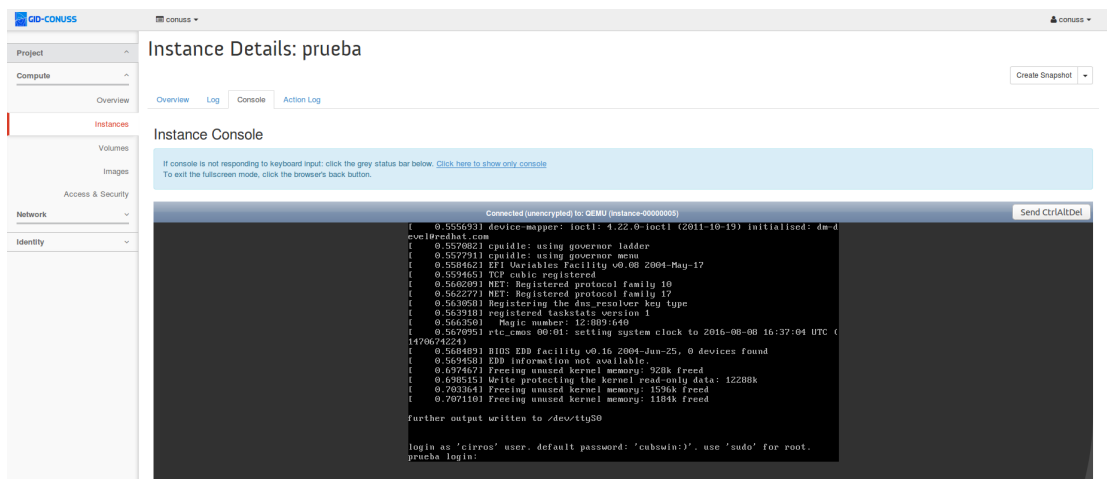 GID-CONUSS
conuss
conuss
Project
Compute
Overview
Instances
Volumes
Images
Access & Security
Network
Identity
Instance Details: prueba
Create Snapshot
Overview Log Console Action Log
Instance Console
If console is not responding to keyboard input: click the grey status bar below. Click here to show only console
To exit the fullscreen mode, click the browser's back button.
Connected (unencrypted) to: QEMU (instance-00000005)
Send CtrlAltDel
[    0.555693] device-mapper: ioctl: 4.22.0-ioctl (2011-10-19) initialised: dm-d
evel@redhat.com
[    0.557082] cpuidle: using governor ladder
[    0.557791] cpuidle: using governor menu
[    0.558462] EFI Variables Facility v0.08 2004-May-17
[    0.559465] TCP cubic registered
[    0.560209] NET: Registered protocol family 10
[    0.562277] NET: Registered protocol family 17
[    0.563058] Registering the dns_resolver key type
[    0.563918] registered taskstats version 1
[    0.566350]   Magic number: 12:889:640
[    0.567095] rtc_cmos 00:01: setting system clock to 2016-08-08 16:37:04 UTC (
1470674224)
[    0.568489] BIOS EDD facility v0.16 2004-Jun-25, 0 devices found
[    0.569458] EDD information not available.
[    0.697467] Freeing unused kernel memory: 928k freed
[    0.698515] Write protecting the kernel read-only data: 12288k
[    0.703364] Freeing unused kernel memory: 1596k freed
[    0.707110] Freeing unused kernel memory: 1184k freed
further output written to /dev/ttyS0
login as 'cirros' user. default password: 'cubswin:)'. use 'sudo' for root.
prueba login: